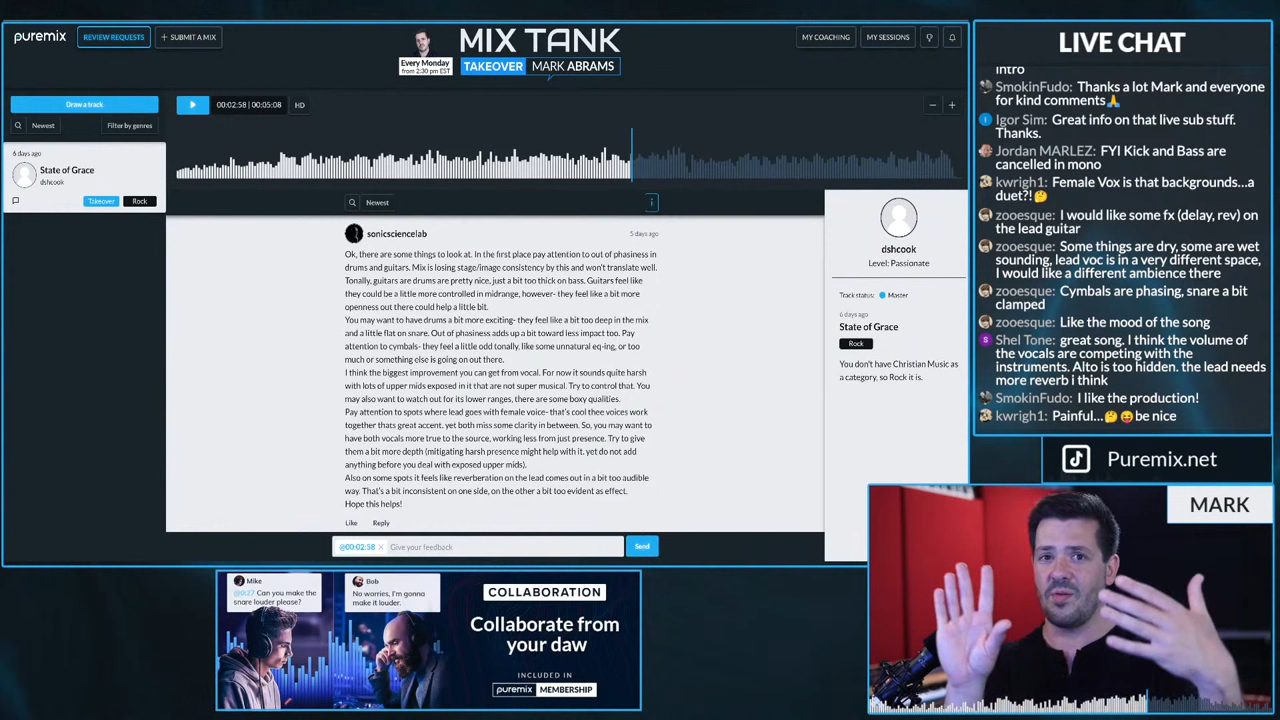 puremix
REVIEW REQUESTS
+ SUBMIT A MIX
Every Monday
from 2:30 pm EST
MIX TANK
TAKEOVER MARK ABRAMS
MY COACHING
MY SESSIONS
Draw a track
Newest
Filter by genres
6 days ago
State of Grace
dshcook
Takeover
Rock
00:02:58 | 00:05:08
HD
Newest
sonicsciencelab
5 days ago
Ok, there are some things to look at. In the first place pay attention to out of phasiness in
drums and guitars. Mix is losing stage/image consistency by this and won't translate well.
Tonally, guitars are drums are pretty nice, just a bit too thick on bass. Guitars feel like
they could be a little more controlled in midrange, however- they feel like a bit more
openness out there could help a little bit.
You may want to have drums a bit more exciting- they feel like a bit too deep in the mix
and a little flat on snare. Out of phasiness adds up a bit toward less impact too. Pay
attention to cymbals- they feel a little odd tonally, like some unnatural eq-ing, or too
much or something else is going on out there.
I think the biggest improvement you can get from vocal. For now it sounds quite harsh
with lots of upper mids exposed in it that are not super musical. Try to control that. You
may also want to watch out for its lower ranges, there are some boxy qualities.
Pay attention to spots where lead goes with female voice- that's cool thee voices work
together thats great accent. yet both miss some clarity in between. So, you may want to
have both vocals more true to the source, working less from just presence. Try to give
them a bit more depth (mitigating harsh presence might help with it. yet do not add
anything before you deal with exposed upper mids).
Also on some spots it feels like reverberation on the lead comes out in a bit too audible
way. That's a bit inconsistent on one side, on the other a bit too evident as effect.
Hope this helps!
Like
Reply
@00:02:58 ×
Give your feedback
Send
dshcook
Level: Passionate
Track status: Master
6 days ago
State of Grace
Rock
You don't have Christian Music as
a category, so Rock it is.
LIVE CHAT
intro
SmokinFudo: Thanks a lot Mark and everyone
for kind comments🙏
Igor Sim: Great info on that live sub stuff.
Thanks.
Jordan MARLEZ: FYI Kick and Bass are
cancelled in mono
kwrigh1: Female Vox is that backgrounds…a
duet?!🤔
zooesque: I would like some fx (delay, rev) on
the lead guitar
zooesque: Some things are dry, some are wet
sounding, lead voc is in a very different space,
I would like a different ambience there
zooesque: Cymbals are phasing, snare a bit
clamped
zooesque: Like the mood of the song
S
Shel Tone: great song. I think the volume of
the vocals are competing with the
instruments. Alto is too hidden. the lead needs
more reverb i think
SmokinFudo: I like the production!
kwrigh1: Painful…🤔😝be nice
Puremix.net
MARK
Mike
@0:27 Can you make the
snare louder please?
Bob
No worries, I'm gonna
make it louder.
COLLABORATION
Collaborate from
your daw
INCLUDED IN
puremix MEMBERSHIP